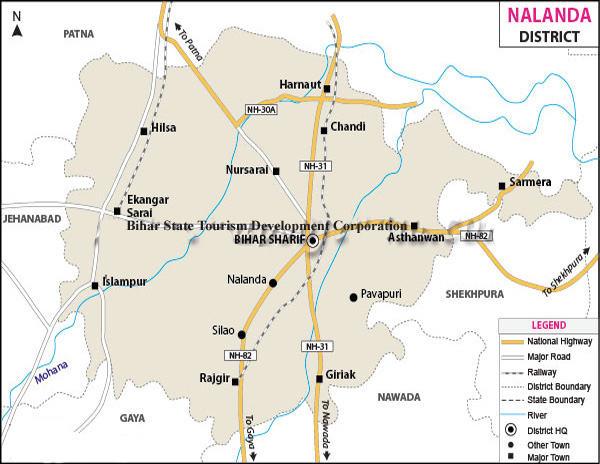 N
NALANDA
DISTRICT
PATNA
To Patna
Harnaut
NH-30A
Hilsa
Chandi
NH-31
Nursarai
Sarmera
Ekangar
Sarai
JEHANABAD
Bihar State Tourism Development Corporation
BIHAR SHARIF
Asthanwan
NH-82
Islampur
Nalanda
Pavapuri
SHEKHPURA
To Shekhpura
Silao
NH-82
NH-31
Mohana
Rajgir
Giriak
GAYA
To Gaya
To Nawada
NAWADA
LEGEND
National Highway
Major Road
Railway
District Boundary
State Boundary
River
District HQ
Other Town
Major Town